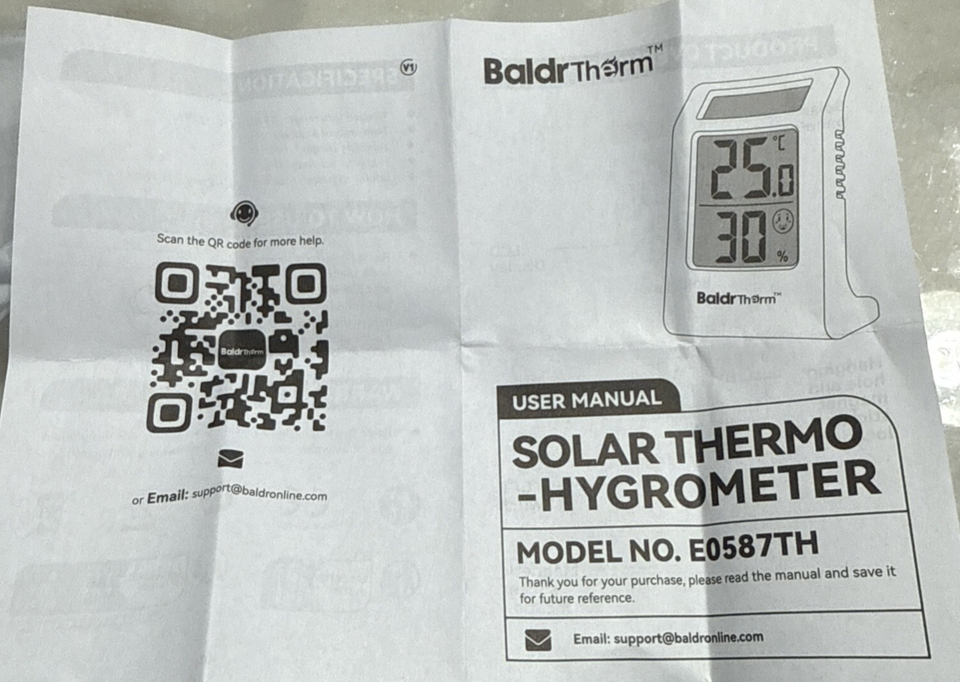 V1
Scan the QR code for more help.
BaldrTherm
or Email: support@baldronline.com
BaldrTherm™
25.0 °C
30 %
BaldrTherm™
USER MANUAL
SOLAR THERMO
-HYGROMETER
MODEL NO. E0587TH
Thank you for your purchase, please read the manual and save it
for future reference.
Email: support@baldronline.com